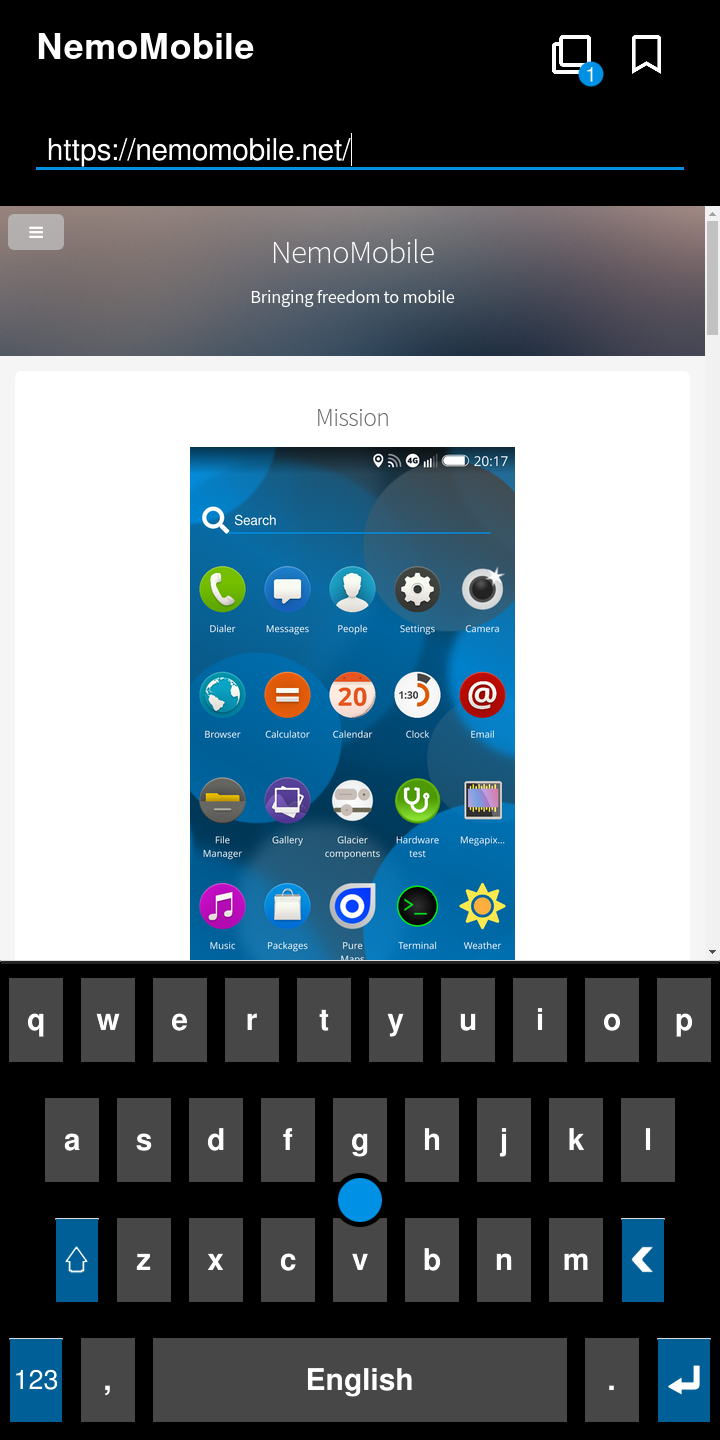 NemoMobile
1
https://nemomobile.net/
NemoMobile
Bringing freedom to mobile
Mission
4G 20:17
Search
Dialer Messages People Settings Camera
20 1:30 @
Browser Calculator Calendar Clock Email
File Manager Gallery Glacier components Hardware test Megapix...
>_
Music Packages Pure Maps Terminal Weather
q w e r t y u i o p
a s d f g h j k l
z x c v b n m
123 , English .